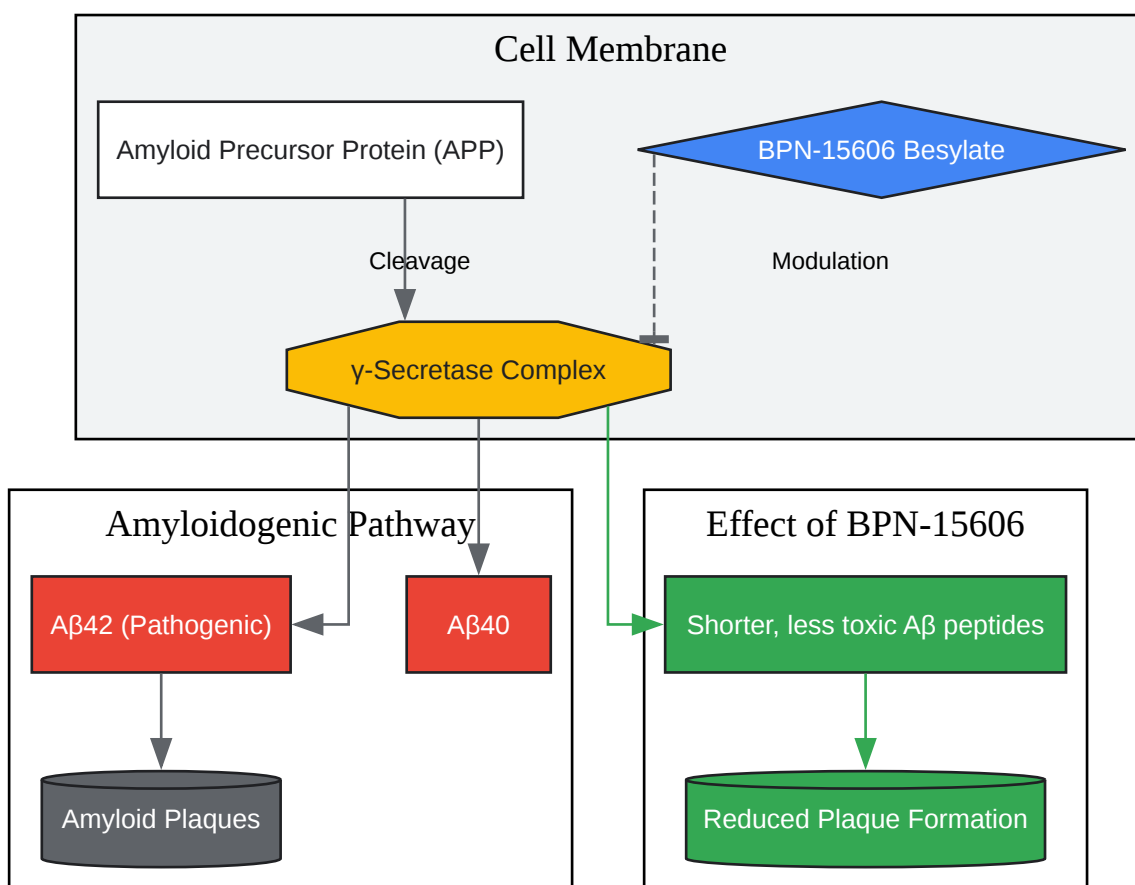 Cell Membrane
Amyloid Precursor Protein (APP)
BPN-15606 Besylate
Cleavage
Modulation
γ-Secretase Complex
Amyloidogenic Pathway
Effect of BPN-15606
Aβ42 (Pathogenic)
Aβ40
Shorter, less toxic Aβ peptides
Amyloid Plaques
Reduced Plaque Formation